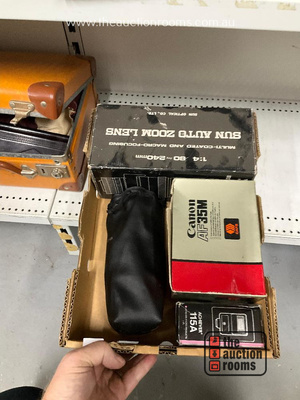 www.theauctionrooms.com.au
SUN OPTICAL CO., LTD.
SUN AUTO ZOOM LENS
MULTI-COATED AND MACRO-FOCUSING
1:4 80~240mm
Canon
AF35M
ACHIEVER
115A
the
auction
rooms